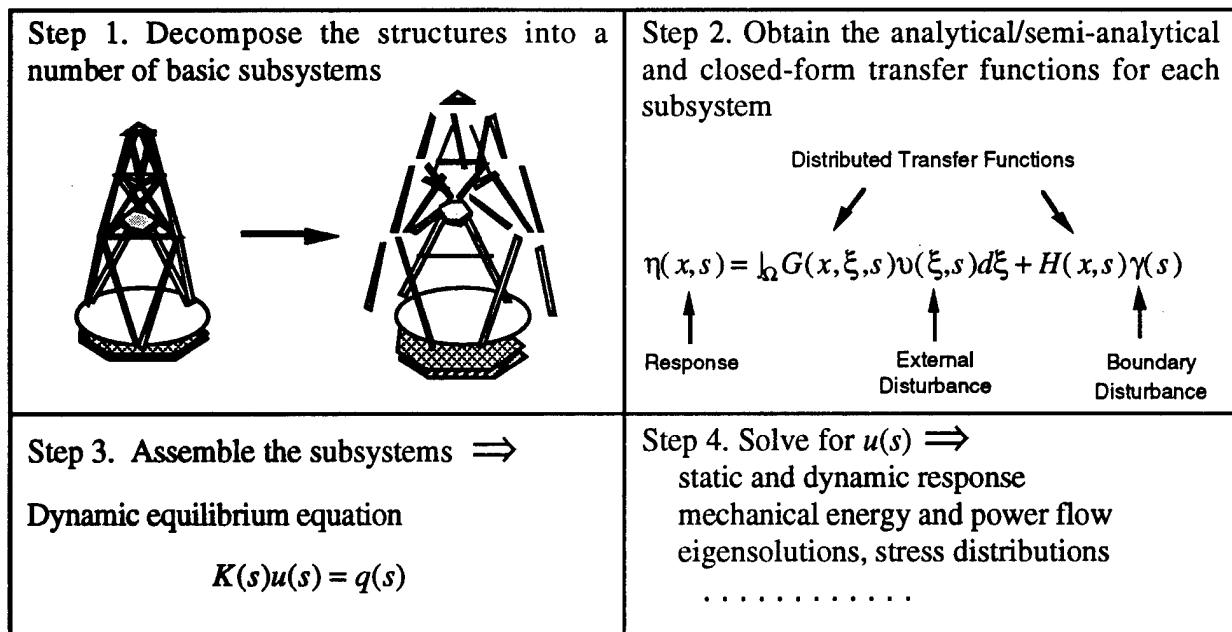 Step 1. Decompose the structures into a
number of basic subsystems
Step 2. Obtain the analytical/semi-analytical
and closed-form transfer functions for each
subsystem
Distributed Transfer Functions
η(x,s) = ∫Ω G(x,ξ,s)υ(ξ,s)dξ + H(x,s)γ(s)
Response
External
Disturbance
Boundary
Disturbance
Step 3. Assemble the subsystems ⇒
Dynamic equilibrium equation
K(s)u(s) = q(s)
Step 4. Solve for u(s) ⇒
static and dynamic response
mechanical energy and power flow
eigensolutions, stress distributions
. . . . . . . . . . . .